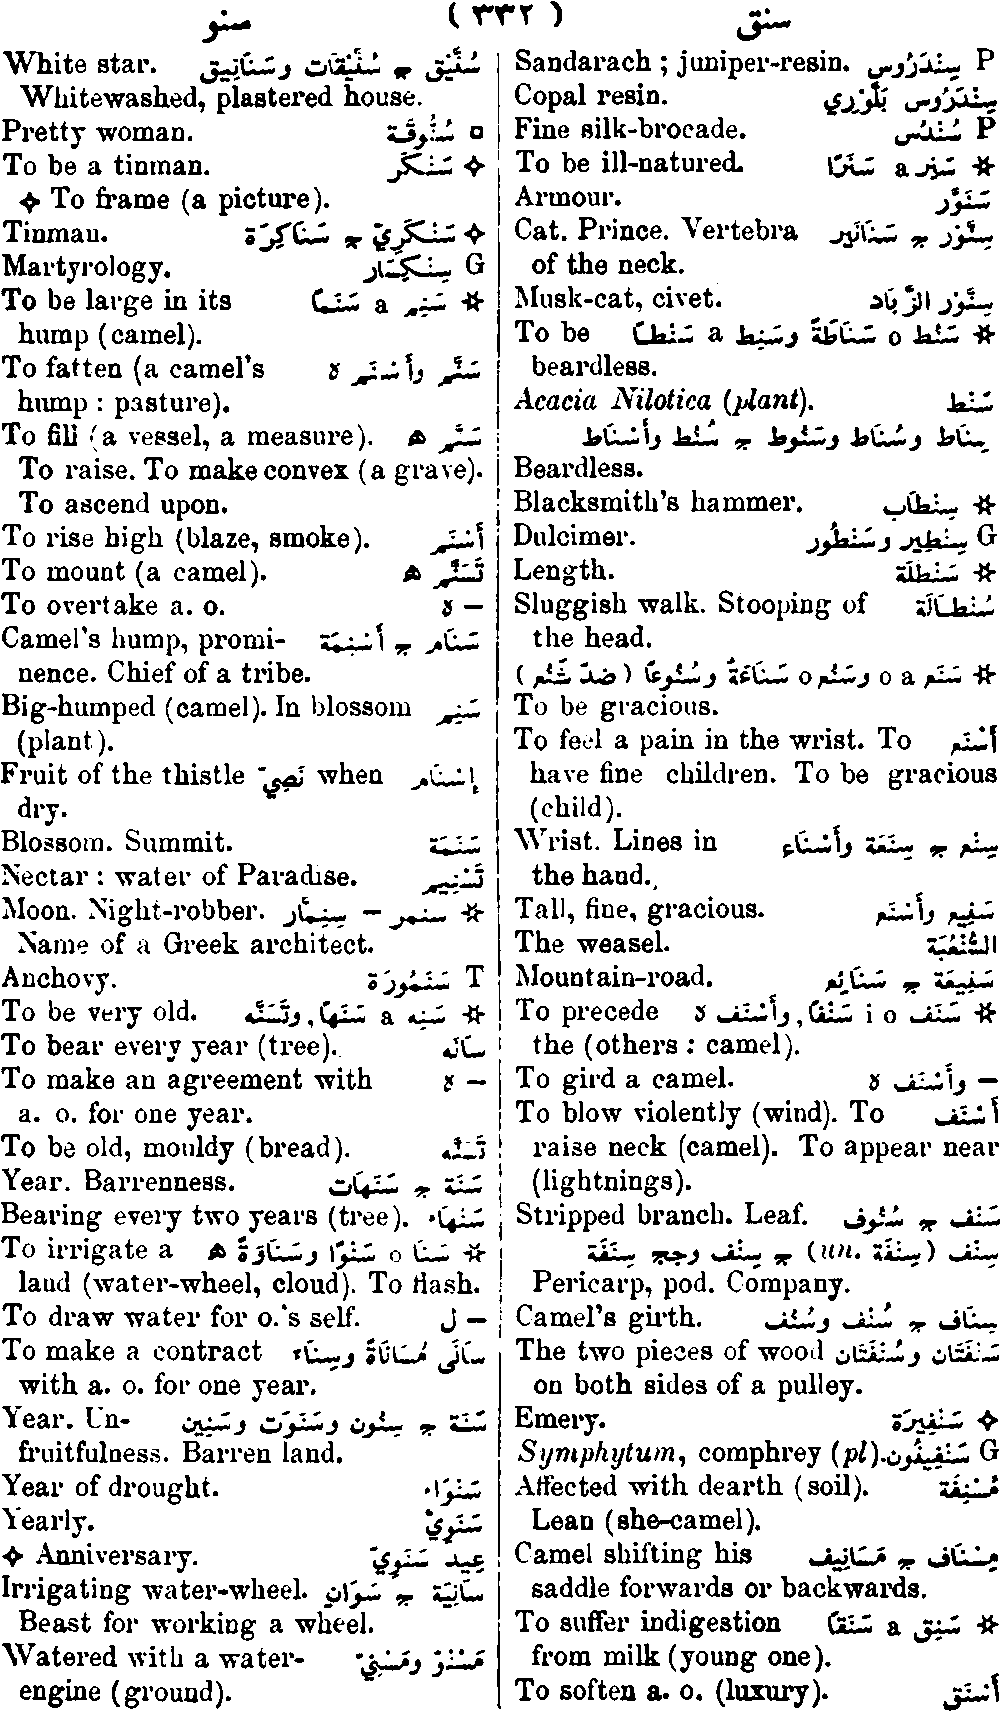 سنق ( ٣٣٢ ) سنو
Sandarach ; juniper-resin. سِنْدَرُوس P
Copal resin. سِنْدَرُوس بَلُّوْرِي
Fine silk-brocade. سُنْدُس P
To be ill-natured. سَنِر a سَنَرًا ✲
Armour. سَنَوَّر
Cat. Prince. Vertebra سِنَّوْر ج سَنَانِير
of the neck.
Musk-cat, civet. سِنَّوْر الزَّبَاد
To be سَنُط o سَنَاطَةً وسَنِط a سَنَطًا ✲
beardless.
Acacia Nilotica (plant). سَنْط
سِنَاط وسُنَاط وسَنُوط ج سُنُط وأَسْنَاط
Beardless.
Blacksmith's hammer. سِنْطَاب ✲
Dulcimer. سِنْطِير وسَنْطُور G
Length. سَنْطَلَة ✲
Sluggish walk. Stooping of سُنْطَالَة
the head.
سَنَع a o وسَنُع o سَنَاعَةً وسُنُوعًا (ضدّ شَنُع) ✲
To be gracious.
To feel a pain in the wrist. To أَسْنَع
have fine children. To be gracious
(child).
Wrist. Lines in سِنْع ج سِنَعَة وأَسْنَاع
the hand.
Tall, fine, gracious. سَنِيع وأَسْنَع
The weasel. السُّنْعُبَة
Mountain-road. سَنِيعَة ج سَنَائِع
To precede سَنَف i o سَنْفًا, وأَسْنَف لا ✲
the (others : camel).
To gird a camel. — وأَسْنَف لا
To blow violently (wind). To أَسْنَف
raise neck (camel). To appear near
(lightnings).
Stripped branch. Leaf. سَنْف ج سُنُوف
سِنْف (un. سِنْفَة) ج سِنْف وجج سِنَفَة
Pericarp, pod. Company.
Camel's girth. سِنَاف ج سُنْف وسُنُف
The two pieces of wood سَنْفَتَان وسُنْفَتَان
on both sides of a pulley.
Emery. سَنْفِيرَة ✧
Symphytum, comphrey (pl). سَنْفِيتُون G
Affected with dearth (soil). مُسْنِفَة
Lean (she-camel).
Camel shifting his مِسْنَاف ج مَسَانِيف
saddle forwards or backwards.
To suffer indigestion سَنِق a سَنَقًا ✲
from milk (young one).
To soften a. o. (luxury). أَسْنَق
White star. سُنَّيْق ج سُنَّيْقَات وسَنَانِيق
Whitewashed, plastered house.
Pretty woman. سُنُّوقَة □
To be a tinman. سَنْكَر ✧
✧ To frame (a picture).
Tinman. سَنْكَرِيّ ج سَنَاكِرَة ✧
Martyrology. سِنْكِسَار G
To be large in its سَنِم a سَنَمًا ✲
hump (camel).
To fatten (a camel's سَنَّم وأَسْنَم لا
hump : pasture).
To fill (a vessel, a measure). سَنَّم ه
To raise. To make convex (a grave).
To ascend upon.
To rise high (blaze, smoke). أَسْنَم
To mount (a camel). تَسَنَّم ه
To overtake a. o. — لا
Camel's hump, promi- سَنَام ج أَسْنِمَة
nence. Chief of a tribe.
Big-humped (camel). In blossom سَنِم
(plant).
Fruit of the thistle نَصِيّ when إِسْنَام
dry.
Blossom. Summit. سَنَمَة
Nectar : water of Paradise. تَسْنِيم
Moon. Night-robber. سنمر — سِنِمَّار ✲
Name of a Greek architect.
Anchovy. سَنَمُورَة T
To be very old. سَنِه a سَنَهًا, وتَسَنَّه ✲
To bear every year (tree). سَانَه
To make an agreement with — لا
a. o. for one year.
To be old, mouldy (bread). تَسَنَّه
Year. Barrenness. سَنَة ج سَنَهَات
Bearing every two years (tree). سَنْهَاء
To irrigate a سَنَا o سَنْوًا وسَنَاوَةً ه ✲
land (water-wheel, cloud). To flash.
To draw water for o.'s self. — ل
To make a contract سَانَى مُسَانَاةً وسِنَاء
with a. o. for one year.
Year. Un- سَنَة ج سِنُون وسَنَوَت وسَنِين
fruitfulness. Barren land.
Year of drought. سَنْوَاء
Yearly. سَنَوِيّ
✧ Anniversary. عِيد سَنَوِيّ
Irrigating water-wheel. سَانِيَة ج سَوَانٍ
Beast for working a wheel.
Watered with a water- مَسْنُوّ ومَسْنِيّ
engine (ground).